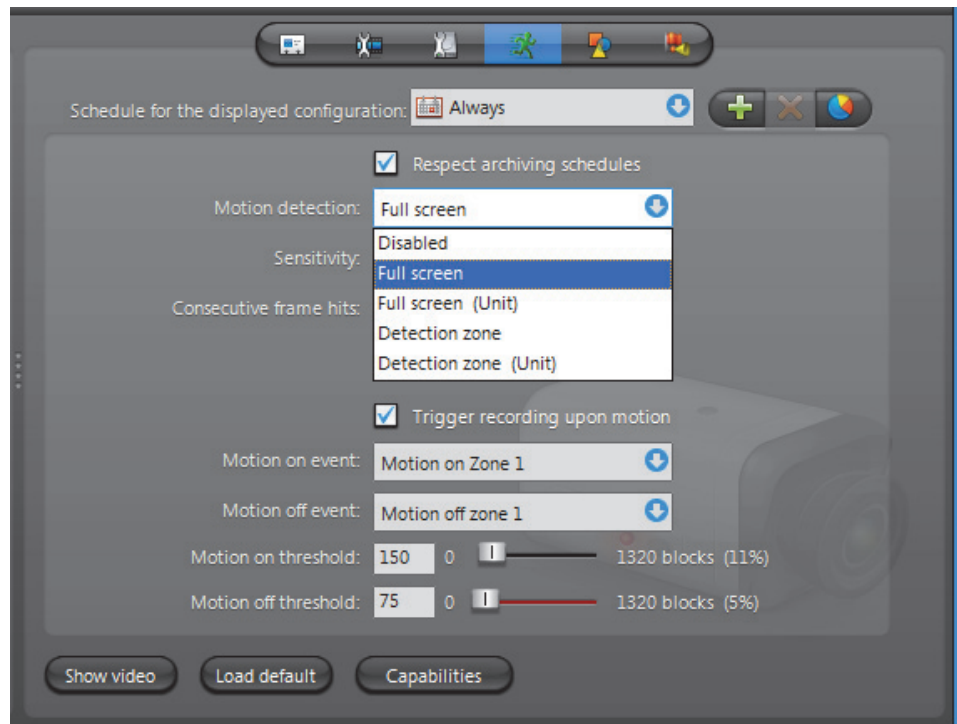 Schedule for the displayed configuration: Always
Respect archiving schedules
Motion detection: Full screen
Disabled
Sensitivity:
Full screen
Consecutive frame hits: Full screen (Unit)
Detection zone
Detection zone (Unit)
Trigger recording upon motion
Motion on event: Motion on Zone 1
Motion off event: Motion off zone 1
Motion on threshold: 150 0 1320 blocks (11%)
Motion off threshold: 75 0 1320 blocks (5%)
Show video Load default Capabilities